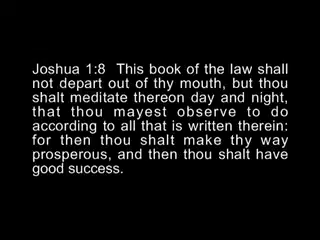 Joshua 1:8  This book of the law shall
not depart out of thy mouth, but thou
shalt meditate thereon day and night,
that thou mayest observe to do
according to all that is written therein:
for then thou shalt make thy way
prosperous, and then thou shalt have
good success.